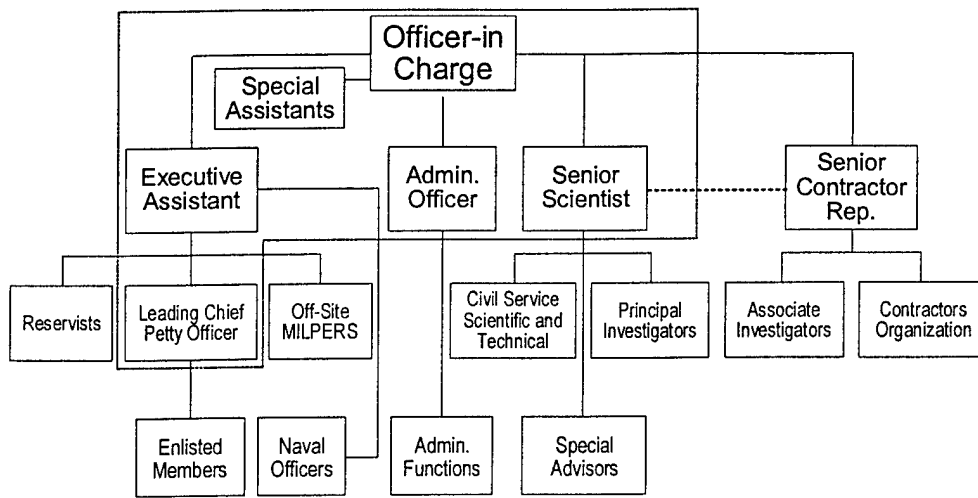 Officer-in
Charge
Special
Assistants
Executive
Assistant
Admin.
Officer
Senior
Scientist
Senior
Contractor
Rep.
Reservists
Leading Chief
Petty Officer
Off-Site
MILPERS
Civil Service
Scientific and
Technical
Principal
Investigators
Associate
Investigators
Contractors
Organization
Enlisted
Members
Naval
Officers
Admin.
Functions
Special
Advisors